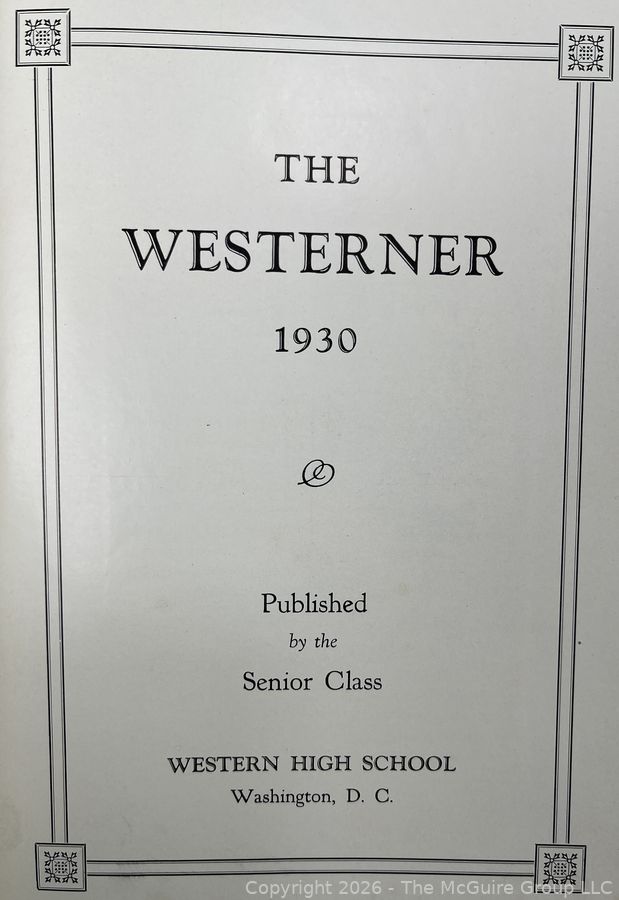 THE
WESTERNER
1930
Published
by the
Senior Class
WESTERN HIGH SCHOOL
Washington, D. C.
Copyright 2026 - The McGuire Group LLC